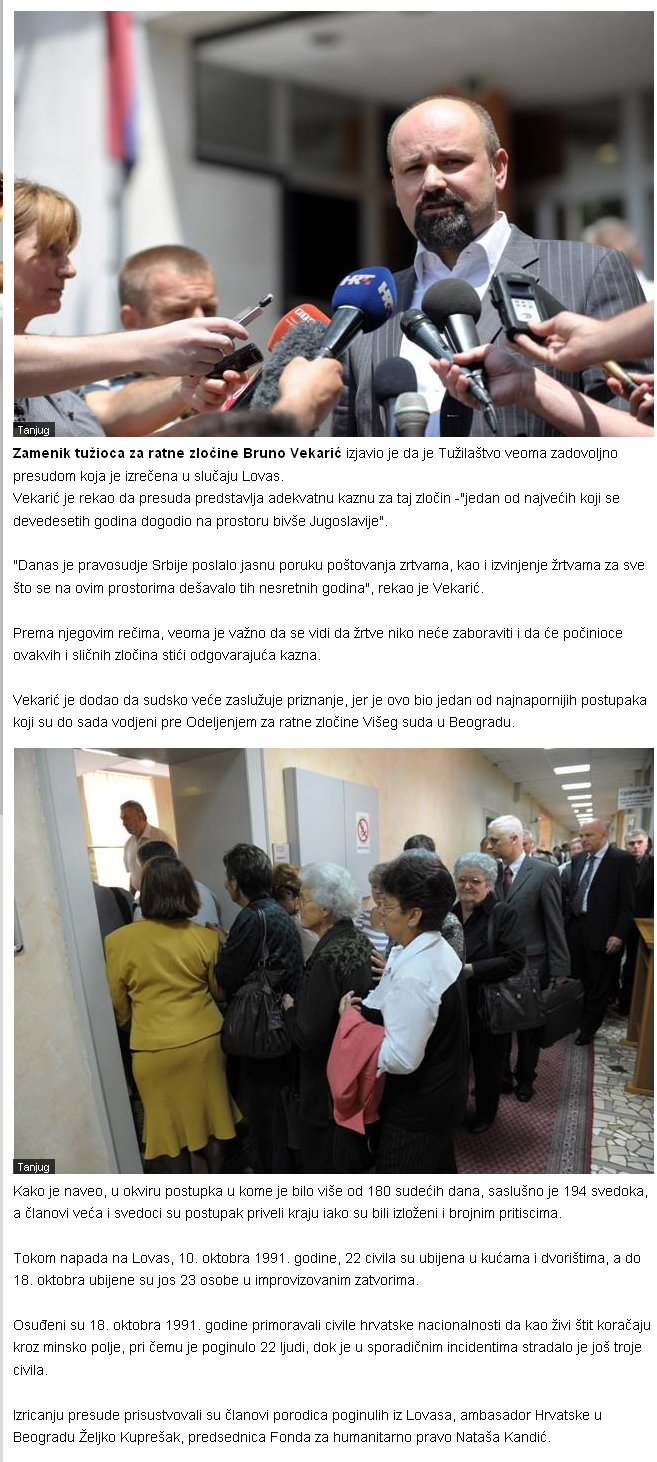 HRT
HRT
Tanjug
Zamenik tužioca za ratne zločine Bruno Vekarić izjavio je da je Tužilaštvo veoma zadovoljno
presudom koja je izrečena u slučaju Lovas.
Vekarić je rekao da presuda predstavlja adekvatnu kaznu za taj zločin -"jedan od najvećih koji se
devedesetih godina dogodio na prostoru bivše Jugoslavije".
"Danas je pravosudje Srbije poslalo jasnu poruku poštovanja zrtvama, kao i izvinjenje žrtvama za sve
što se na ovim prostorima dešavalo tih nesretnih godina", rekao je Vekarić.
Prema njegovim rečima, veoma je važno da se vidi da žrtve niko neće zaboraviti i da će počinioce
ovakvih i sličnih zločina stići odgovarajuća kazna.
Vekarić je dodao da sudsko veće zaslužuje priznanje, jer je ovo bio jedan od najnapornijih postupaka
koji su do sada vodjeni pre Odeljenjem za ratne zločine Višeg suda u Beogradu.
Tanjug
Kako je naveo, u okviru postupka u kome je bilo više od 180 sudećih dana, saslušno je 194 svedoka,
a članovi veća i svedoci su postupak priveli kraju iako su bili izloženi i brojnim pritiscima.
Tokom napada na Lovas, 10. oktobra 1991. godine, 22 civila su ubijena u kućama i dvorištima, a do
18. oktobra ubijene su jos 23 osobe u improvizovanim zatvorima.
Osuđeni su 18. oktobra 1991. godine primoravali civile hrvatske nacionalnosti da kao živi štit koračaju
kroz minsko polje, pri čemu je poginulo 22 ljudi, dok je u sporadičnim incidentima stradalo je još troje
civila.
Izricanju presude prisustvovali su članovi porodica poginulih iz Lovasa, ambasador Hrvatske u
Beogradu Željko Kuprešak, predsednica Fonda za humanitarno pravo Nataša Kandić.